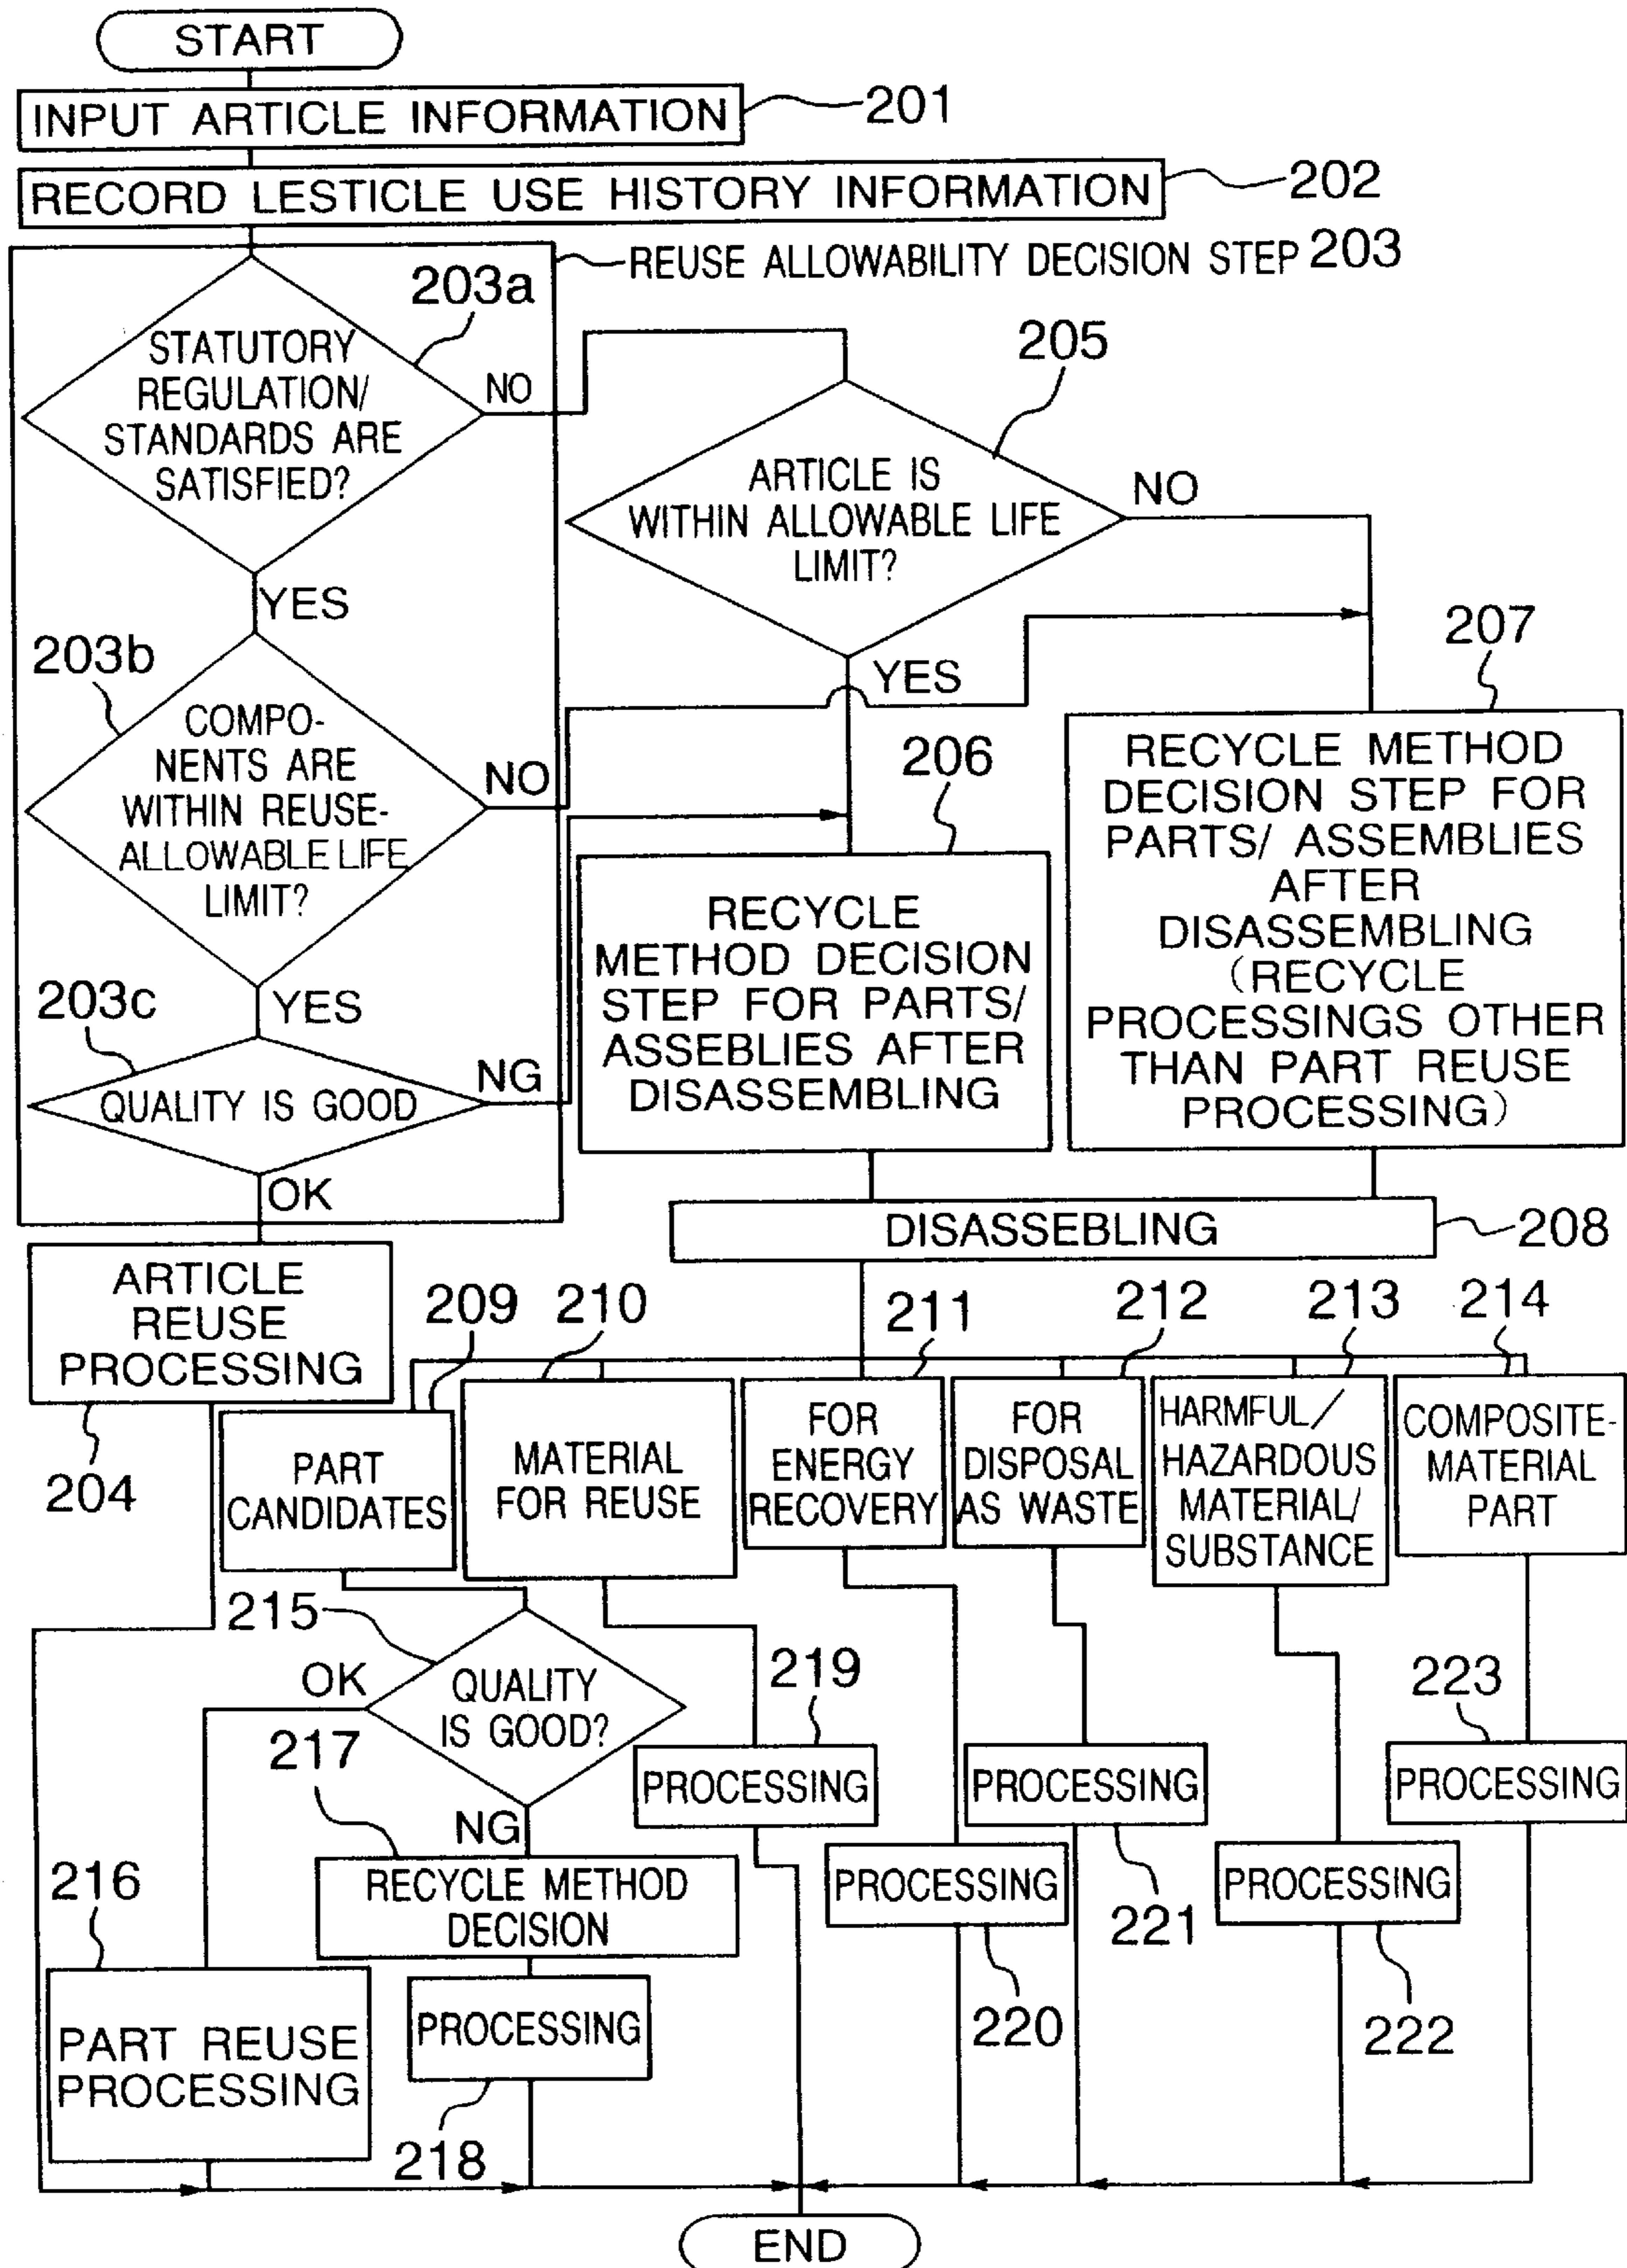 START
INPUT ARTICLE INFORMATION
201
RECORD LESTICLE USE HISTORY INFORMATION
202
REUSE ALLOWABILITY DECISION STEP 203
203a
STATUTORY
REGULATION/
STANDARDS ARE
SATISFIED?
NO
YES
205
ARTICLE IS
WITHIN ALLOWABLE LIFE
LIMIT?
NO
YES
203b
COMPO-
NENTS ARE
WITHIN REUSE-
ALLOWABLE LIFE
LIMIT?
NO
YES
203c
QUALITY IS GOOD
NG
OK
206
RECYCLE
METHOD DECISION
STEP FOR PARTS/
ASSEBLIES AFTER
DISASSEMBLING
207
RECYCLE METHOD
DECISION STEP FOR
PARTS/ ASSEMBLIES
AFTER
DISASSEMBLING
(RECYCLE
PROCESSINGS OTHER
THAN PART REUSE
PROCESSING)
DISASSEBLING
208
ARTICLE
REUSE
PROCESSING
204
209
PART
CANDIDATES
210
MATERIAL
FOR REUSE
211
FOR
ENERGY
RECOVERY
212
FOR
DISPOSAL
AS WASTE
213
HARMFUL/
HAZARDOUS
MATERIAL/
SUBSTANCE
214
COMPOSITE-
MATERIAL
PART
215
QUALITY
IS GOOD?
OK
NG
217
RECYCLE METHOD
DECISION
216
PART REUSE
PROCESSING
PROCESSING
218
219
PROCESSING
PROCESSING
220
PROCESSING
221
PROCESSING
222
223
PROCESSING
END